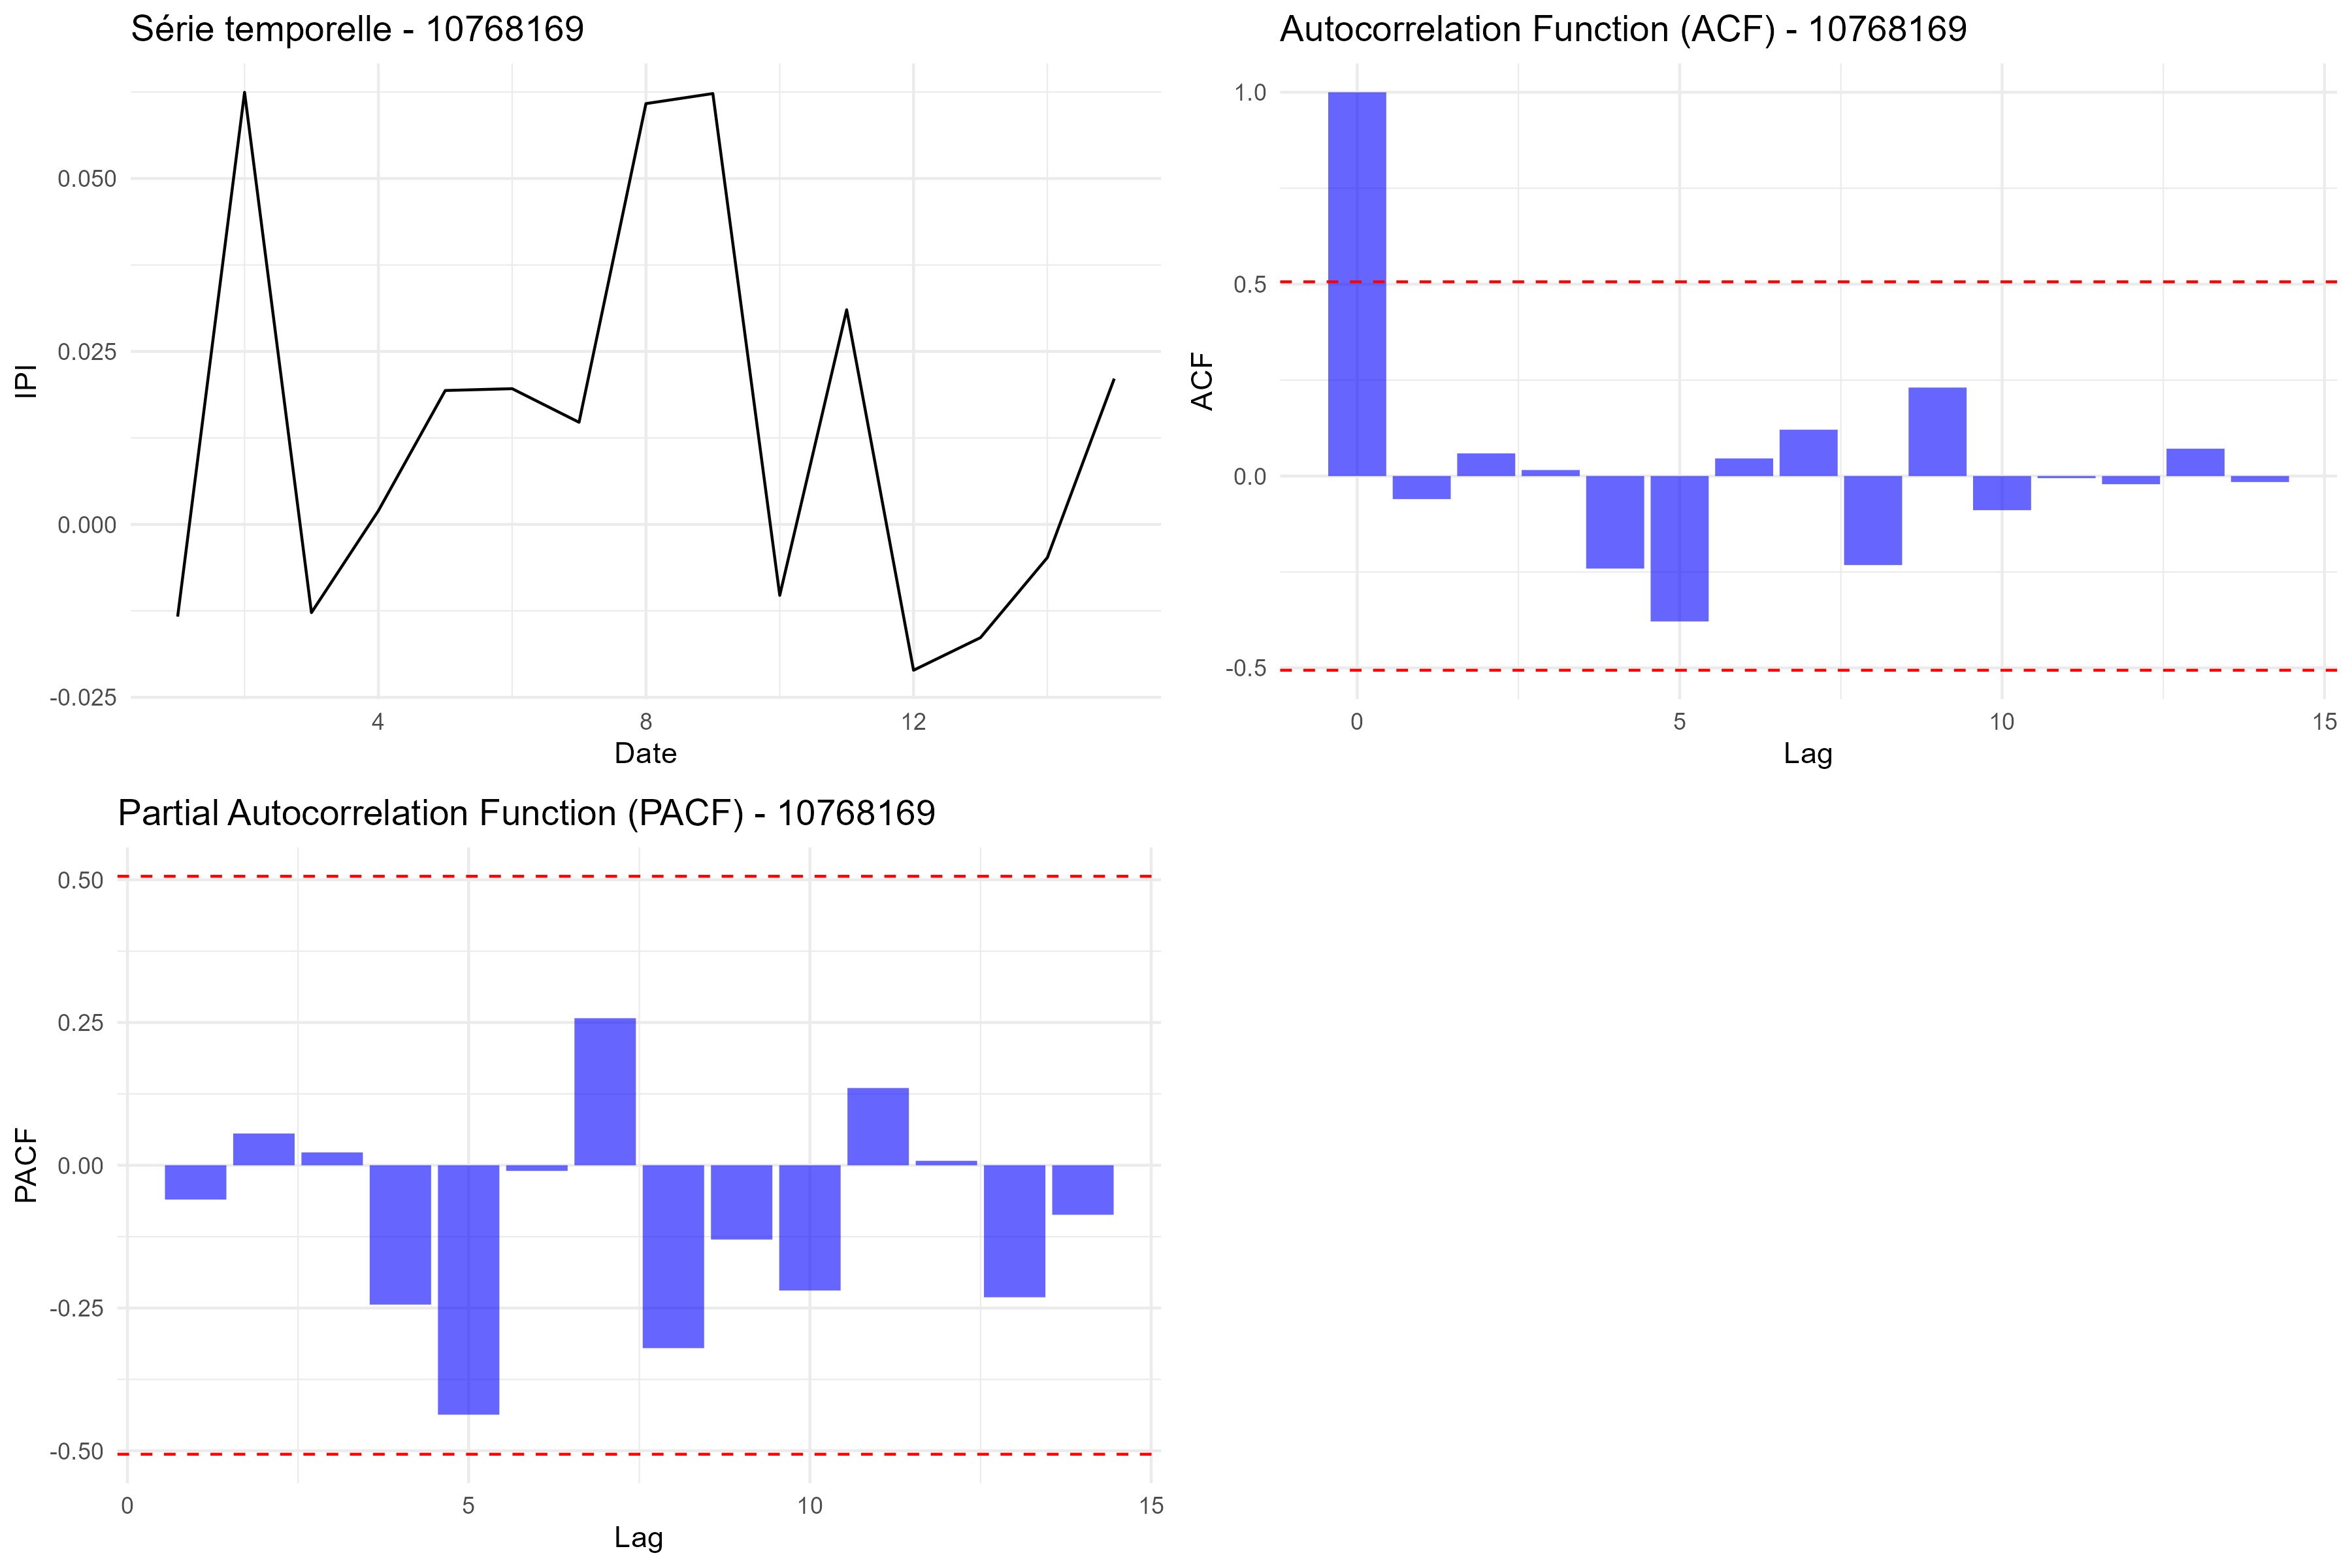 Série temporelle - 10768169
IPI
0.050
0.025
0.000
-0.025
4 8 12
Date
Autocorrelation Function (ACF) - 10768169
ACF
1.0
0.5
0.0
-0.5
0 5 10 15
Lag
Partial Autocorrelation Function (PACF) - 10768169
PACF
0.50
0.25
0.00
-0.25
-0.50
0 5 10 15
Lag